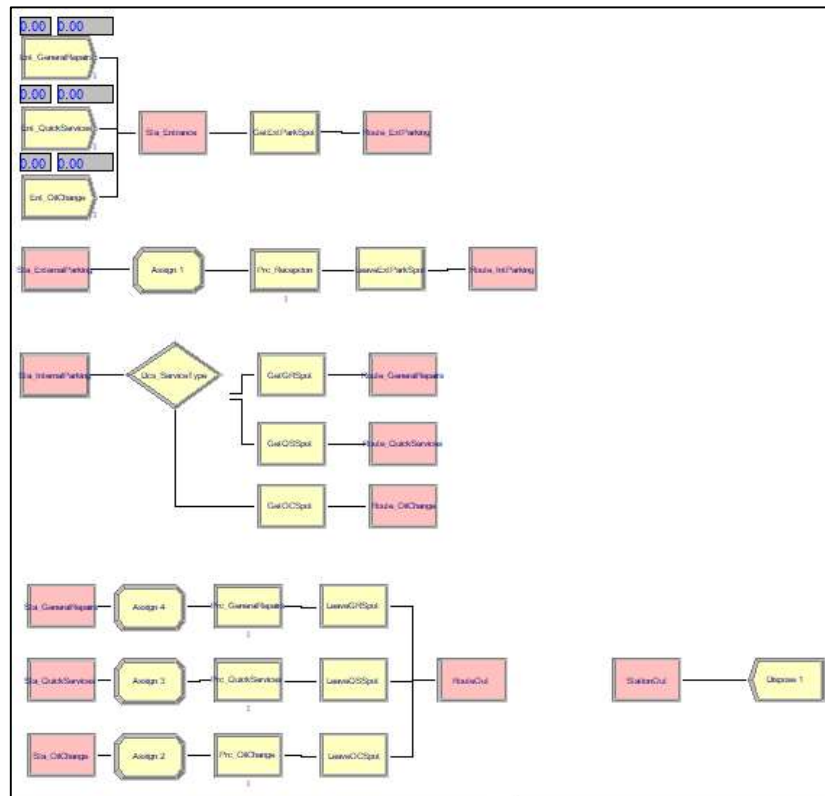 0.00 0.00
Ent_GeneralRepairs
0.00 0.00
Ent_QuickServices
Sta_Entrance GetExtParkSpot Route_ExtParking
0.00 0.00
Ent_OilChange
Sta_ExternalParking Assign 1 Prc_Reception LeaveExtParkSpot Route_IntParking
Sta_InternalParking Dcs_ServiceType GetGRSpot Route_GeneralRepairs
GetQSSpot Route_QuickServices
GetOCSpot Route_OilChange
Sta_GeneralRepairs Assign 4 Prc_GeneralRepairs LeaveGRSpot
Sta_QuickServices Assign 3 Prc_QuickServices LeaveQSSpot RouteOut StationOut Dispose 1
Sta_OilChange Assign 2 Prc_OilChange LeaveOCSpot